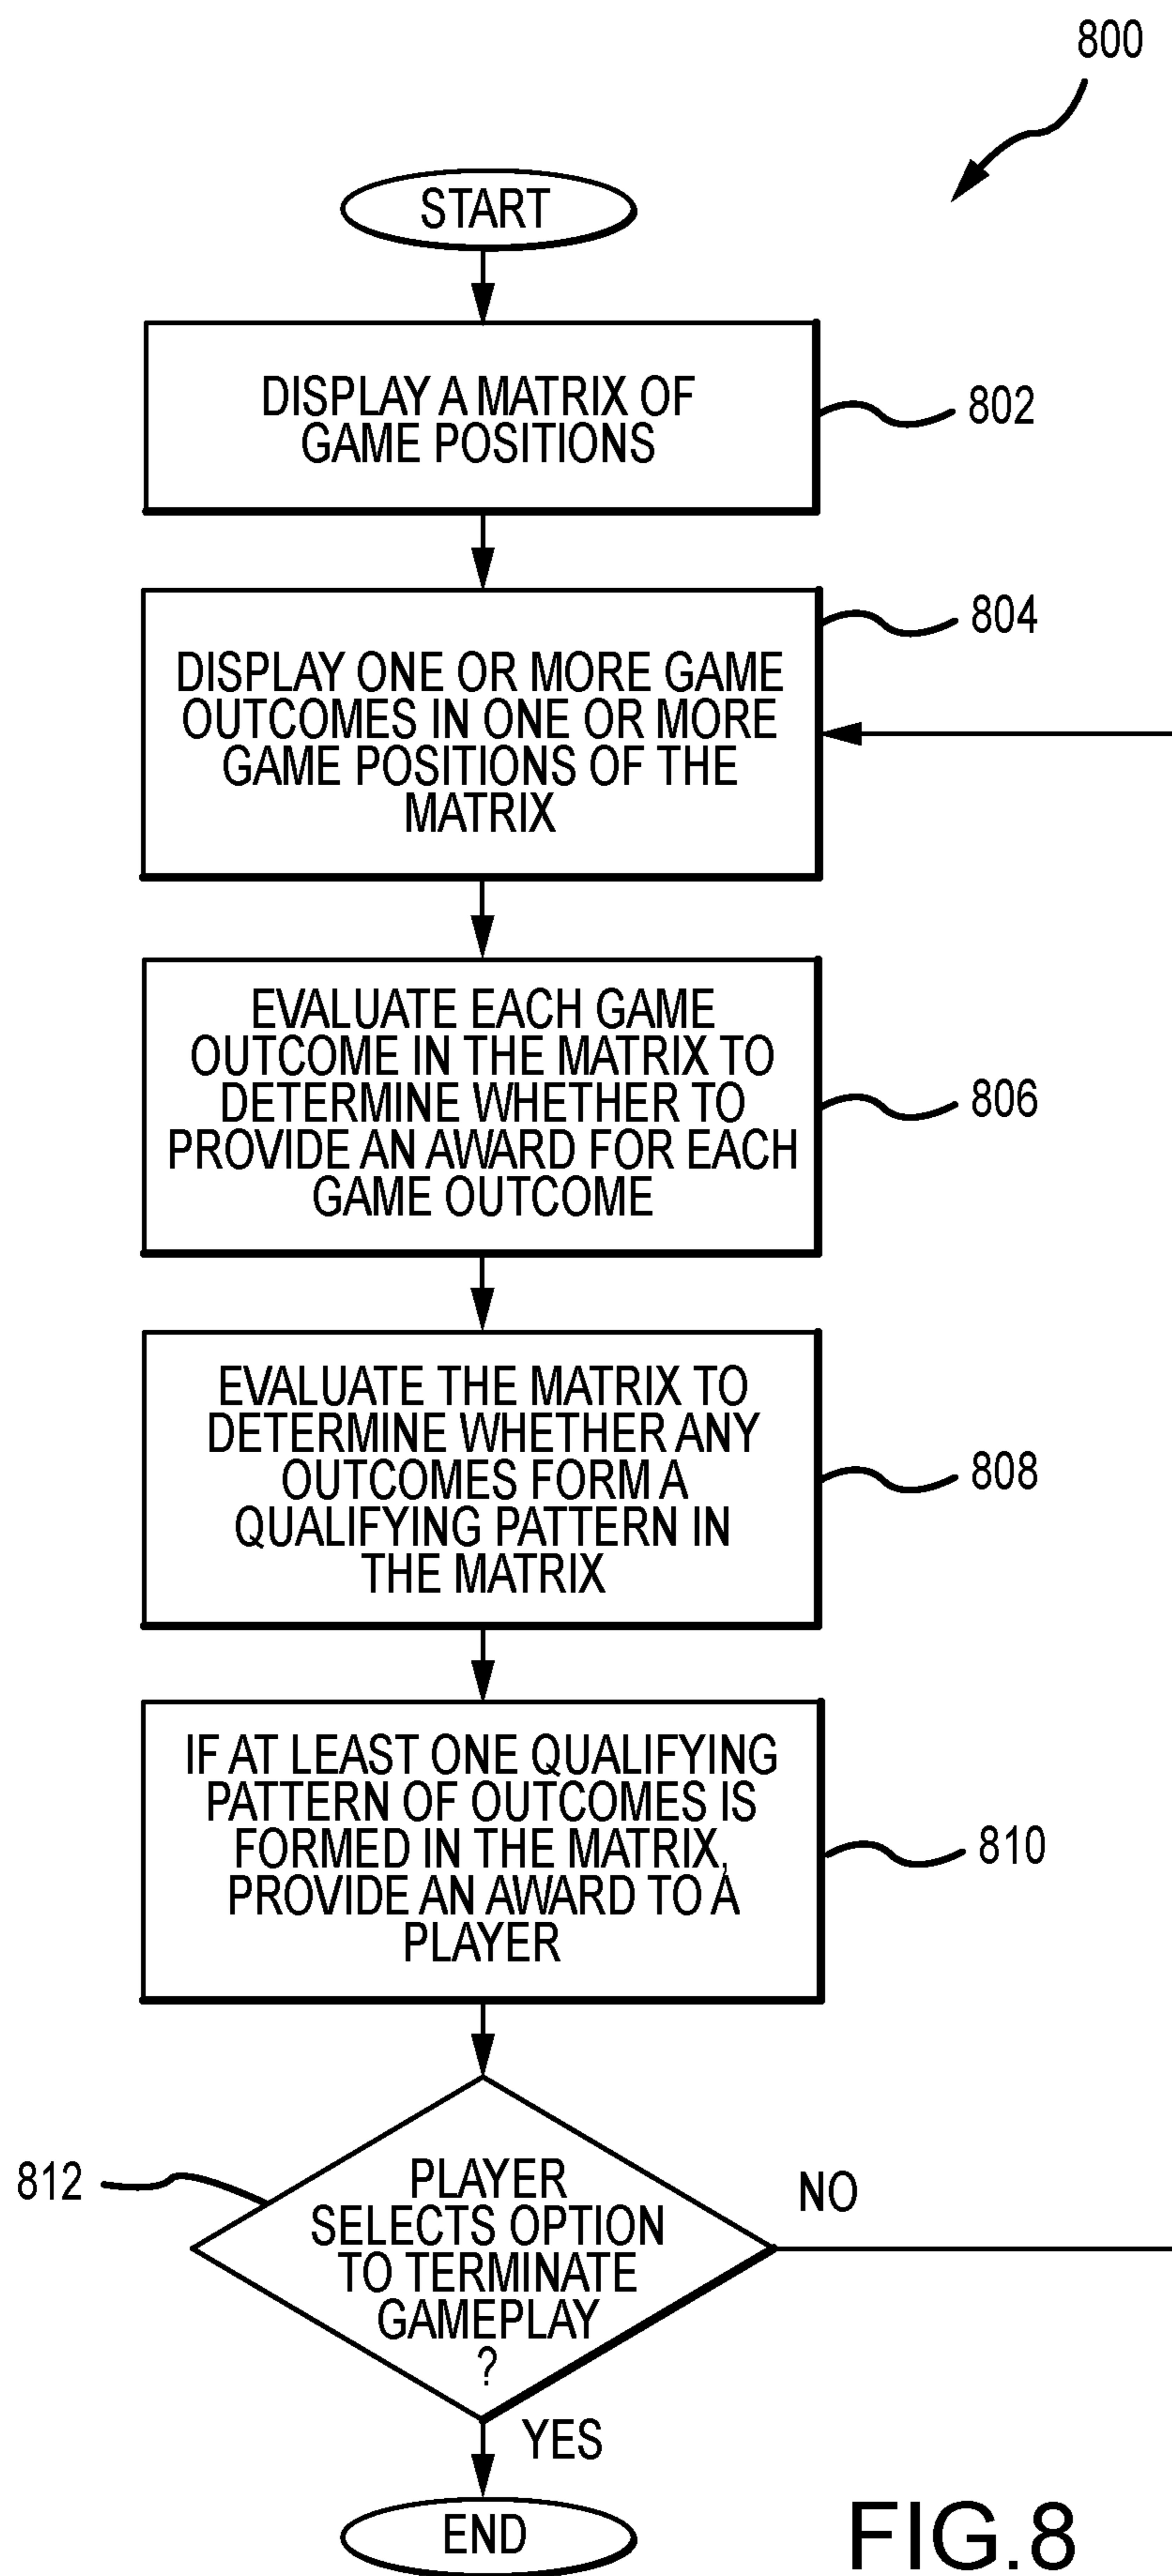 800
START
DISPLAY A MATRIX OF
GAME POSITIONS
802
804
DISPLAY ONE OR MORE GAME
OUTCOMES IN ONE OR MORE
GAME POSITIONS OF THE
MATRIX
EVALUATE EACH GAME
OUTCOME IN THE MATRIX TO
DETERMINE WHETHER TO
PROVIDE AN AWARD FOR EACH
GAME OUTCOME
806
EVALUATE THE MATRIX TO
DETERMINE WHETHER ANY
OUTCOMES FORM A
QUALIFYING PATTERN IN
THE MATRIX
808
IF AT LEAST ONE QUALIFYING
PATTERN OF OUTCOMES IS
FORMED IN THE MATRIX,
PROVIDE AN AWARD TO A
PLAYER
810
812
PLAYER
SELECTS OPTION
TO TERMINATE
GAMEPLAY
?
NO
YES
END
FIG.8